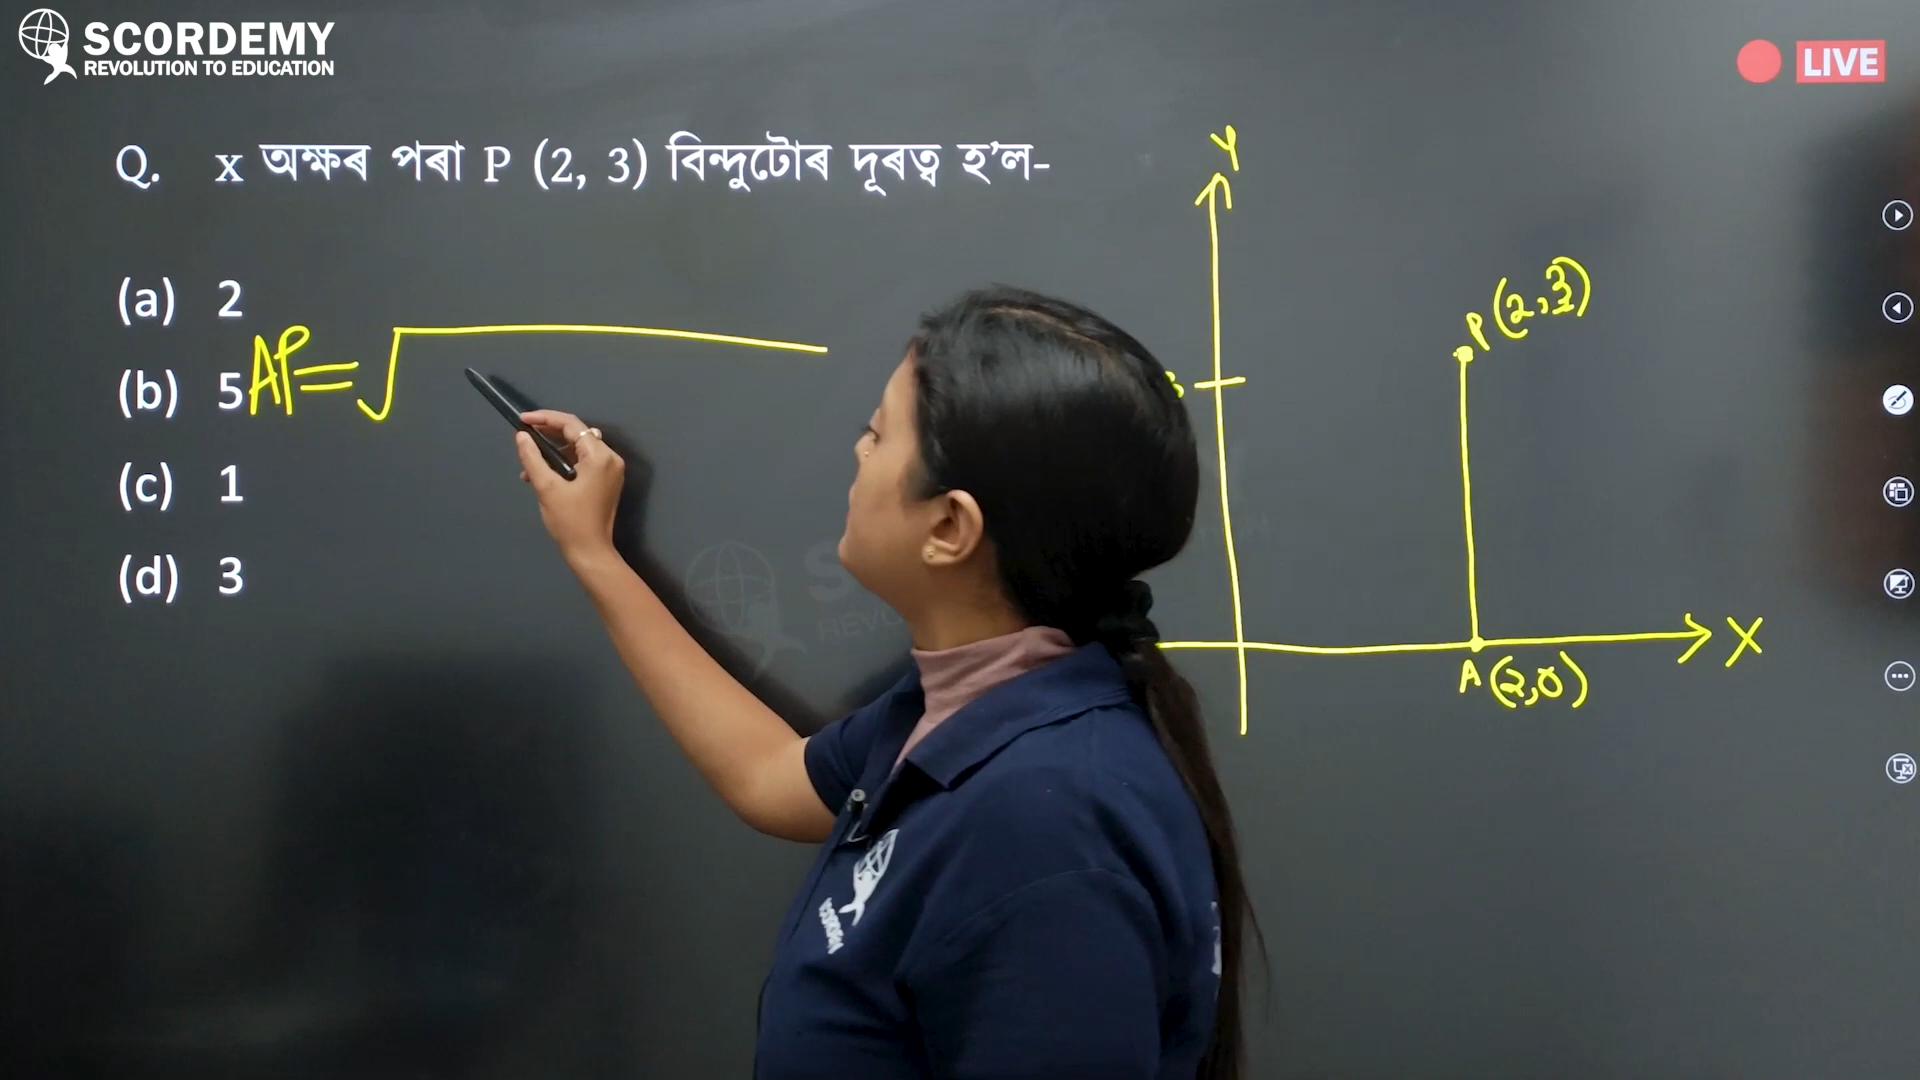 SCORDEMY
REVOLUTION TO EDUCATION
LIVE
Q. x অক্ষৰ পৰা P (2, 3) বিন্দুটোৰ দূৰত্ব হ'ল-
(a) 2
(b) 5
(c) 1
(d) 3
AP=√
Y
P(2,3)
X
A(2,0)